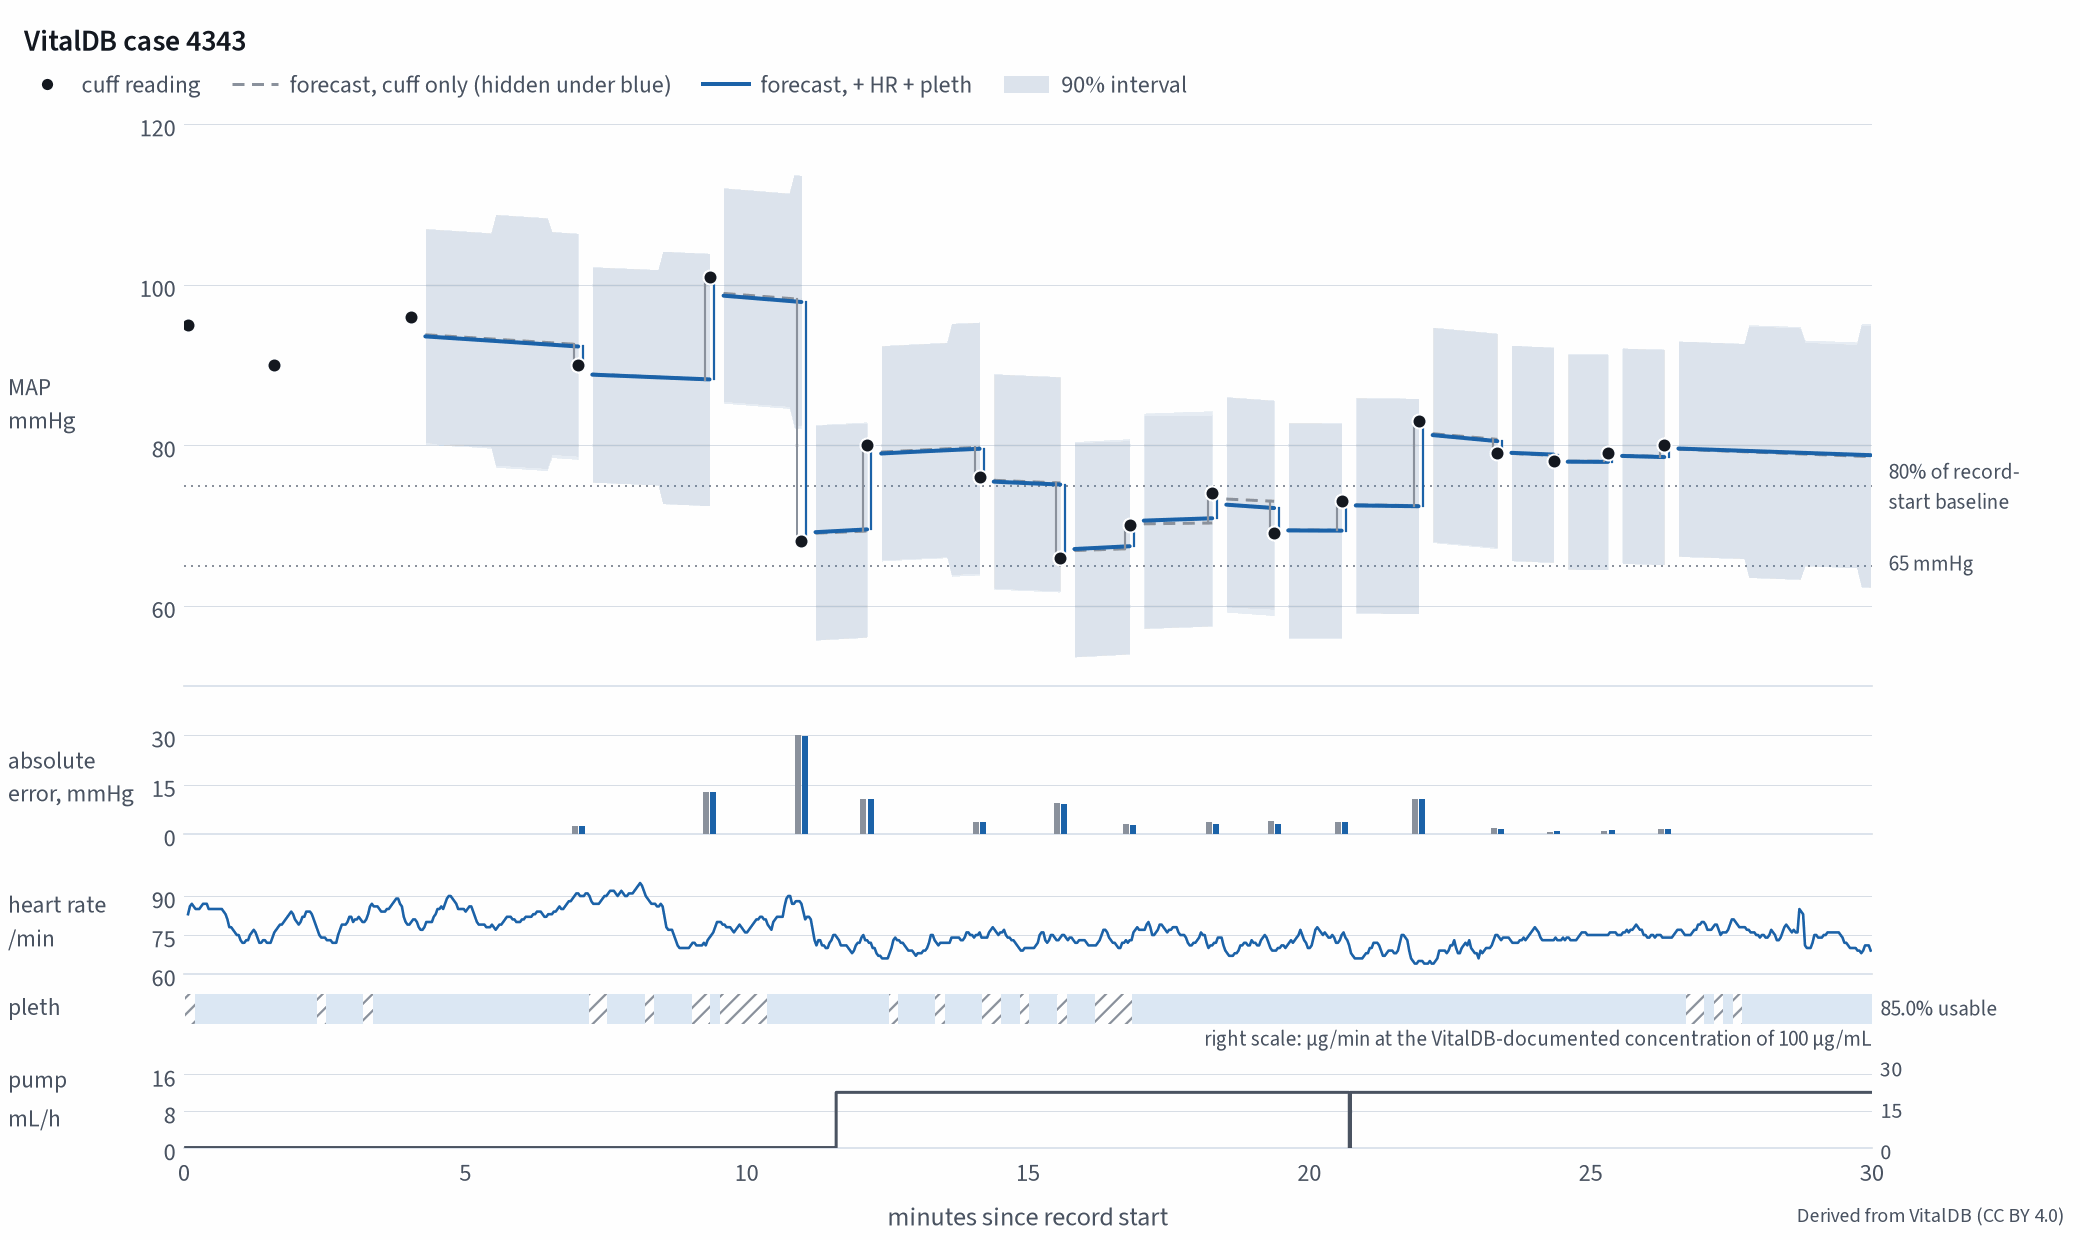 VitalDB case 4343
cuff reading
forecast, cuff only (hidden under blue)
forecast, + HR + pleth
90% interval
120
100
80
60
MAP
mmHg
80% of record-
start baseline
65 mmHg
absolute
error, mmHg
30
15
0
heart rate
/min
90
75
60
pleth
85.0% usable
right scale: µg/min at the VitalDB-documented concentration of 100 µg/mL
pump
mL/h
16
8
0
30
15
0
0
5
10
15
20
25
30
minutes since record start
Derived from VitalDB (CC BY 4.0)